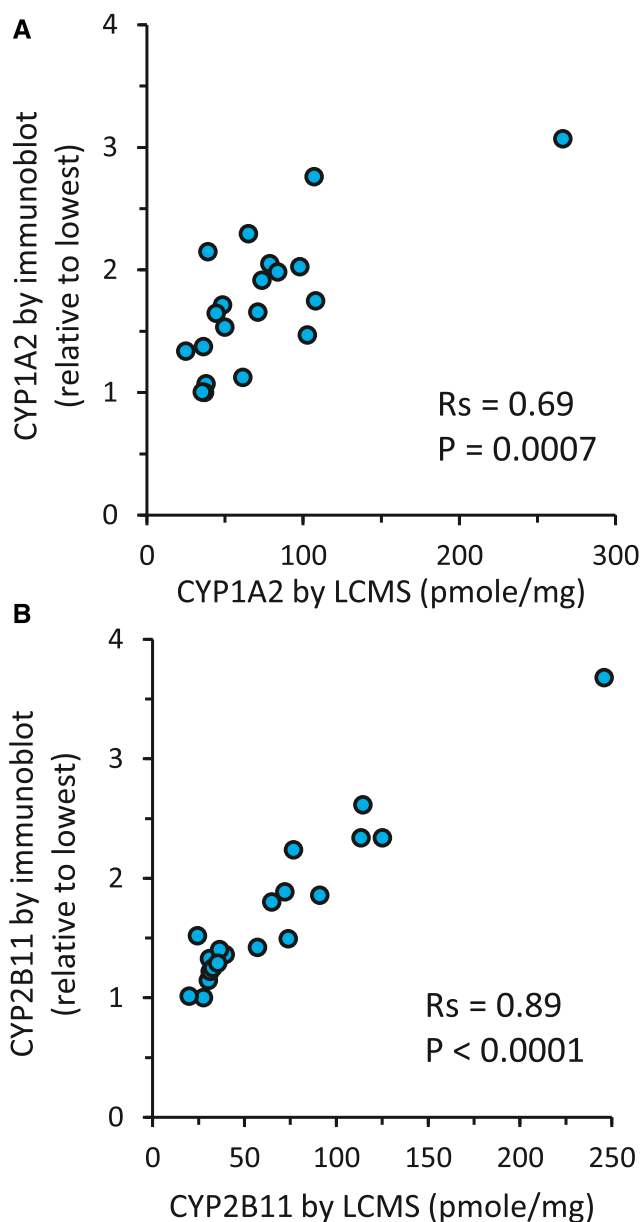 A
4
3
2
1
0
CYP1A2 by immunoblot
(relative to lowest)
Rs = 0.69
P = 0.0007
0 100 200 300
CYP1A2 by LCMS (pmole/mg)
B
4
3
2
1
0
CYP2B11 by immunoblot
(relative to lowest)
Rs = 0.89
P < 0.0001
0 50 100 150 200 250
CYP2B11 by LCMS (pmole/mg)